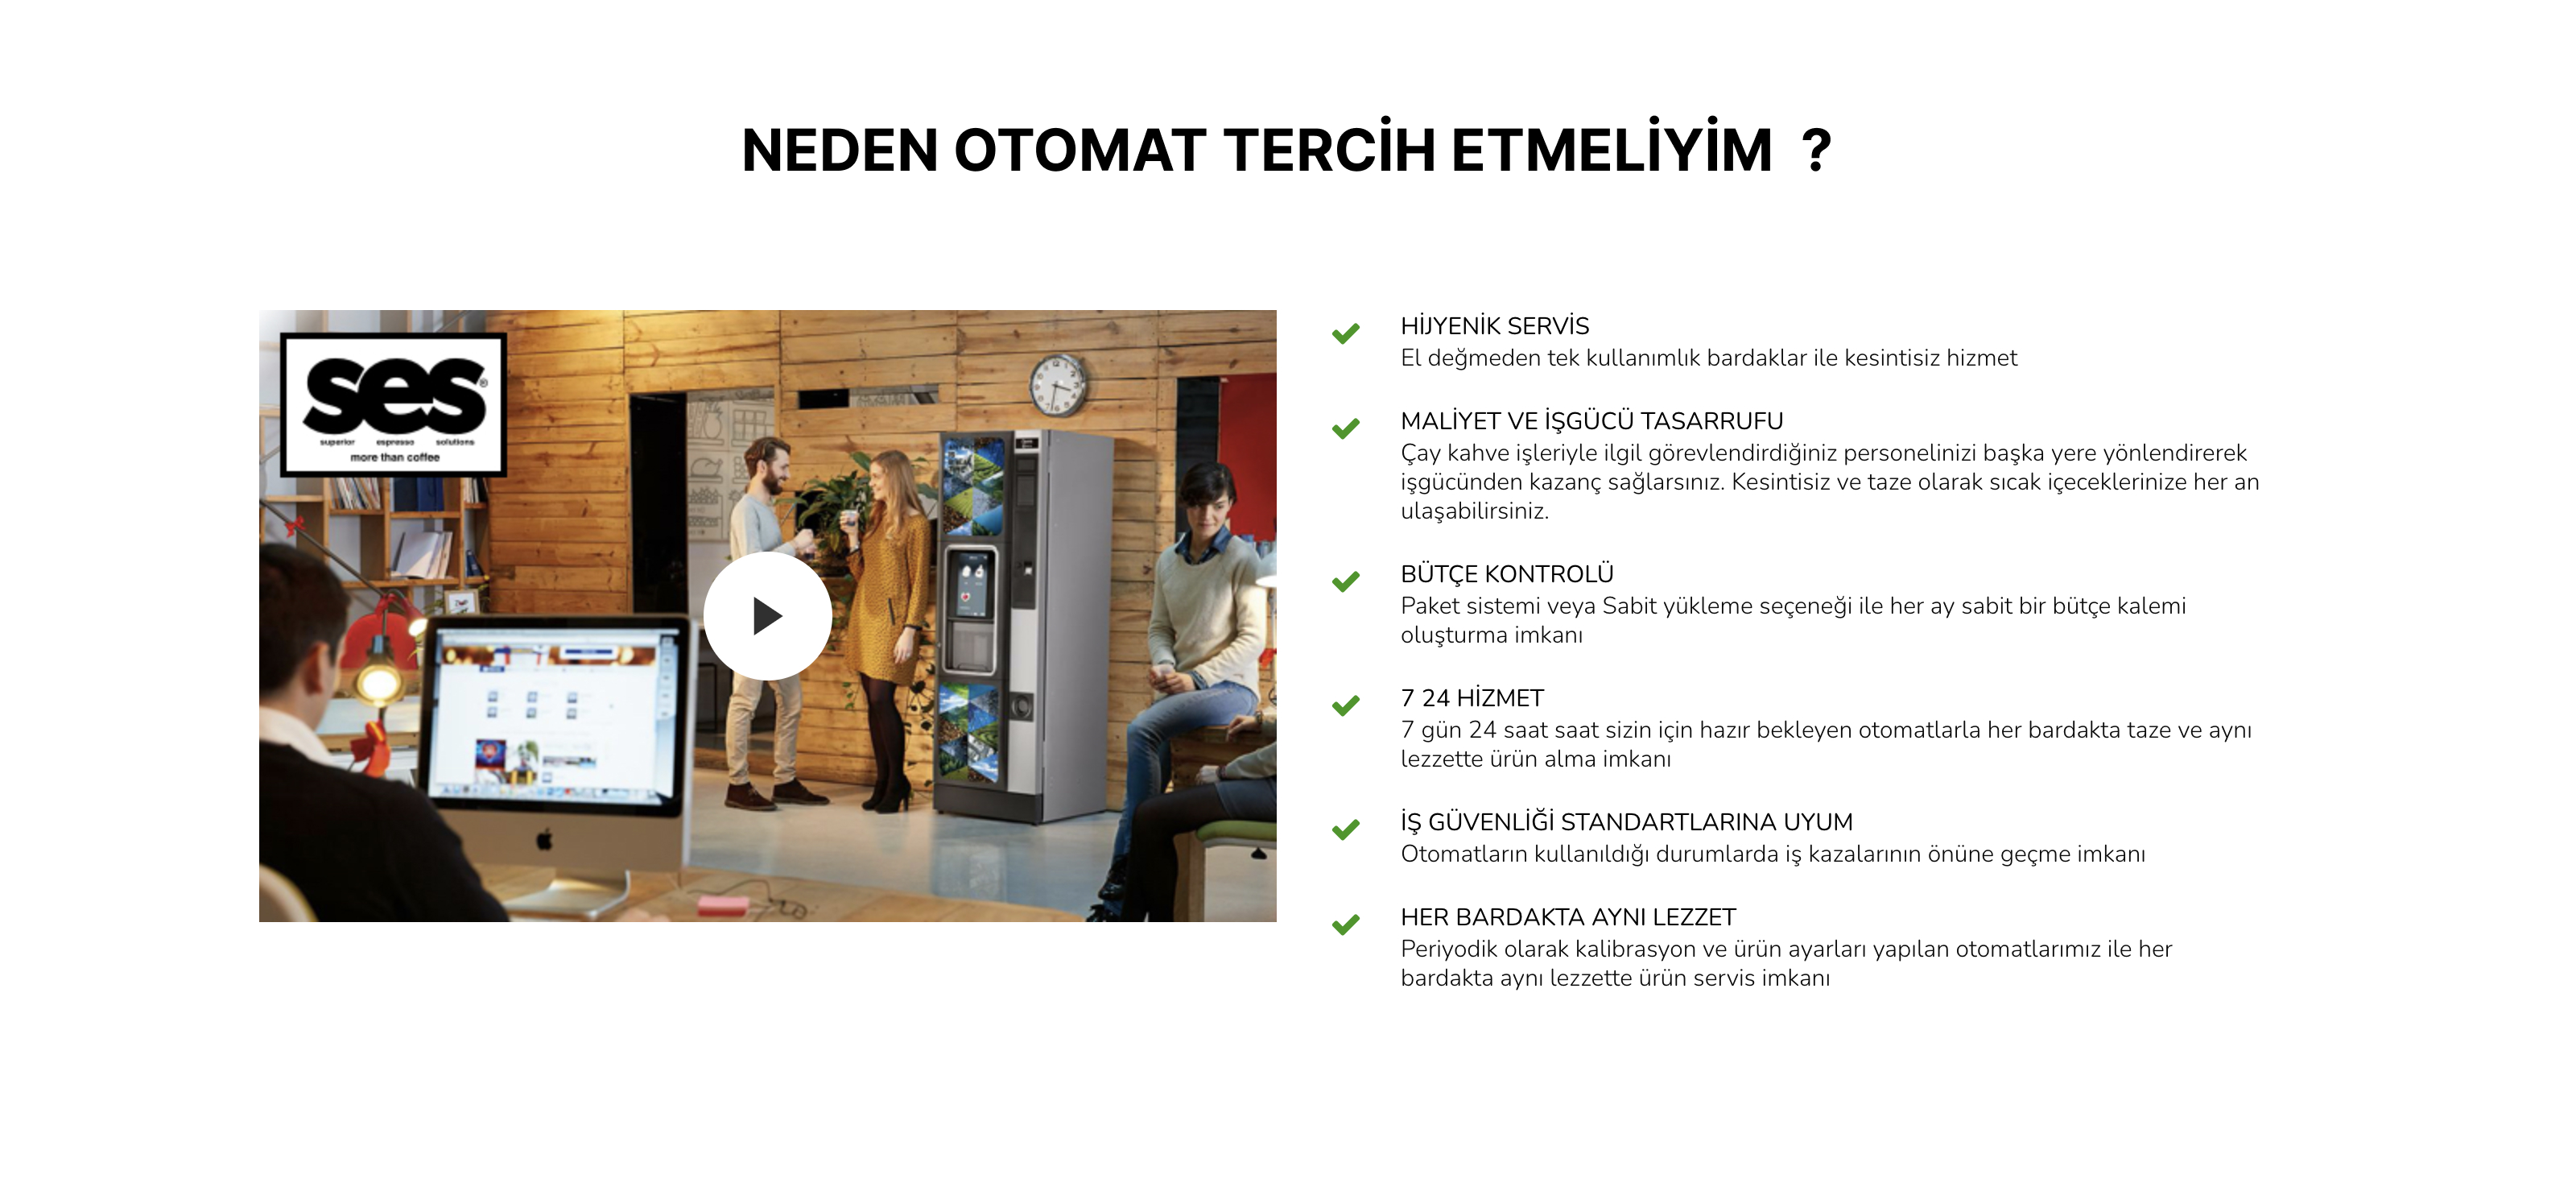 NEDEN OTOMAT TERCİH ETMELİYİM ?
ses®
superior espresso solutions
more than coffee
HİJYENİK SERVİS
El değmeden tek kullanımlık bardaklar ile kesintisiz hizmet
MALİYET VE İŞGÜCÜ TASARRUFU
Çay kahve işleriyle ilgil görevlendirdiğiniz personelinizi başka yere yönlendirerek
işgücünden kazanç sağlarsınız. Kesintisiz ve taze olarak sıcak içeceklerinize her an
ulaşabilirsiniz.
BÜTÇE KONTROLÜ
Paket sistemi veya Sabit yükleme seçeneği ile her ay sabit bir bütçe kalemi
oluşturma imkanı
7 24 HİZMET
7 gün 24 saat saat sizin için hazır bekleyen otomatlarla her bardakta taze ve aynı
lezzette ürün alma imkanı
İŞ GÜVENLİĞİ STANDARTLARINA UYUM
Otomatların kullanıldığı durumlarda iş kazalarının önüne geçme imkanı
HER BARDAKTA AYNI LEZZET
Periyodik olarak kalibrasyon ve ürün ayarları yapılan otomatlarımız ile her
bardakta aynı lezzette ürün servis imkanı